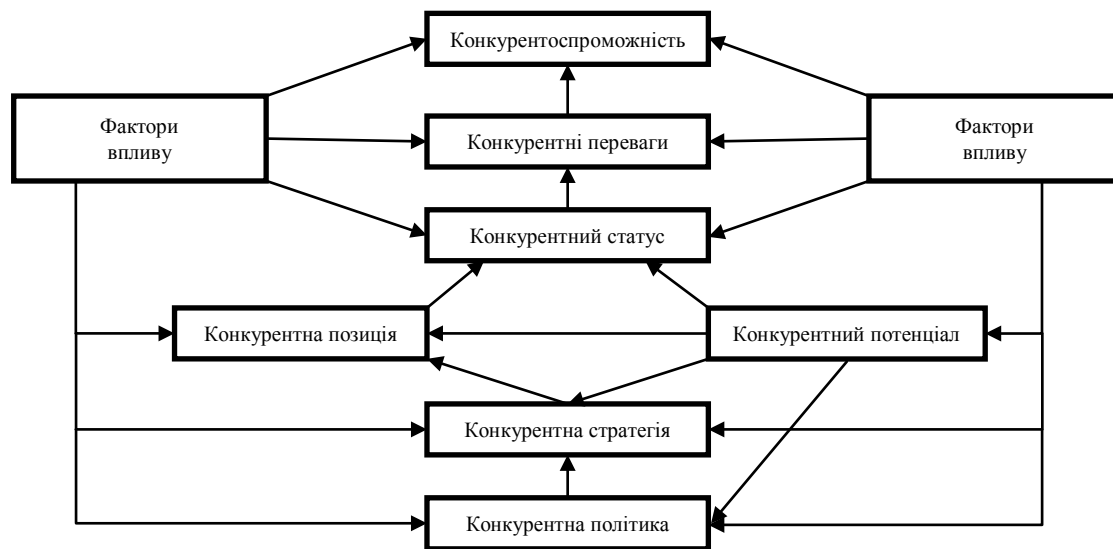 Конкурентоспроможність
Фактори
впливу
Конкурентні переваги
Фактори
впливу
Конкурентний статус
Конкурентна позиція
Конкурентний потенціал
Конкурентна стратегія
Конкурентна політика